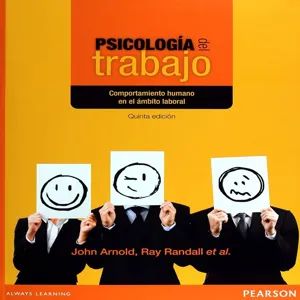 PSICOLOGÍA del
trabajo
Comportamiento humano
en el ámbito laboral
Quinta edición
John Arnold, Ray Randall et al.
ALWAYS LEARNING
PEARSON